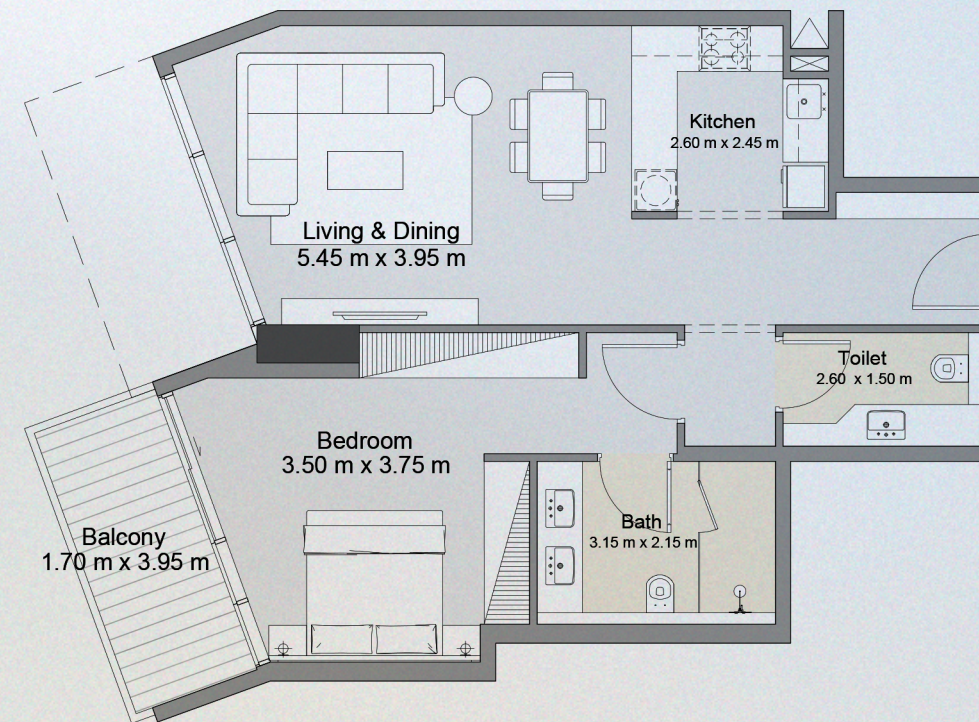 Kitchen
2.60 m x 2.45 m
Living & Dining
5.45 m x 3.95 m
Toilet
2.60 x 1.50 m
Bedroom
3.50 m x 3.75 m
Bath
3.15 m x 2.15 m
Balcony
1.70 m x 3.95 m